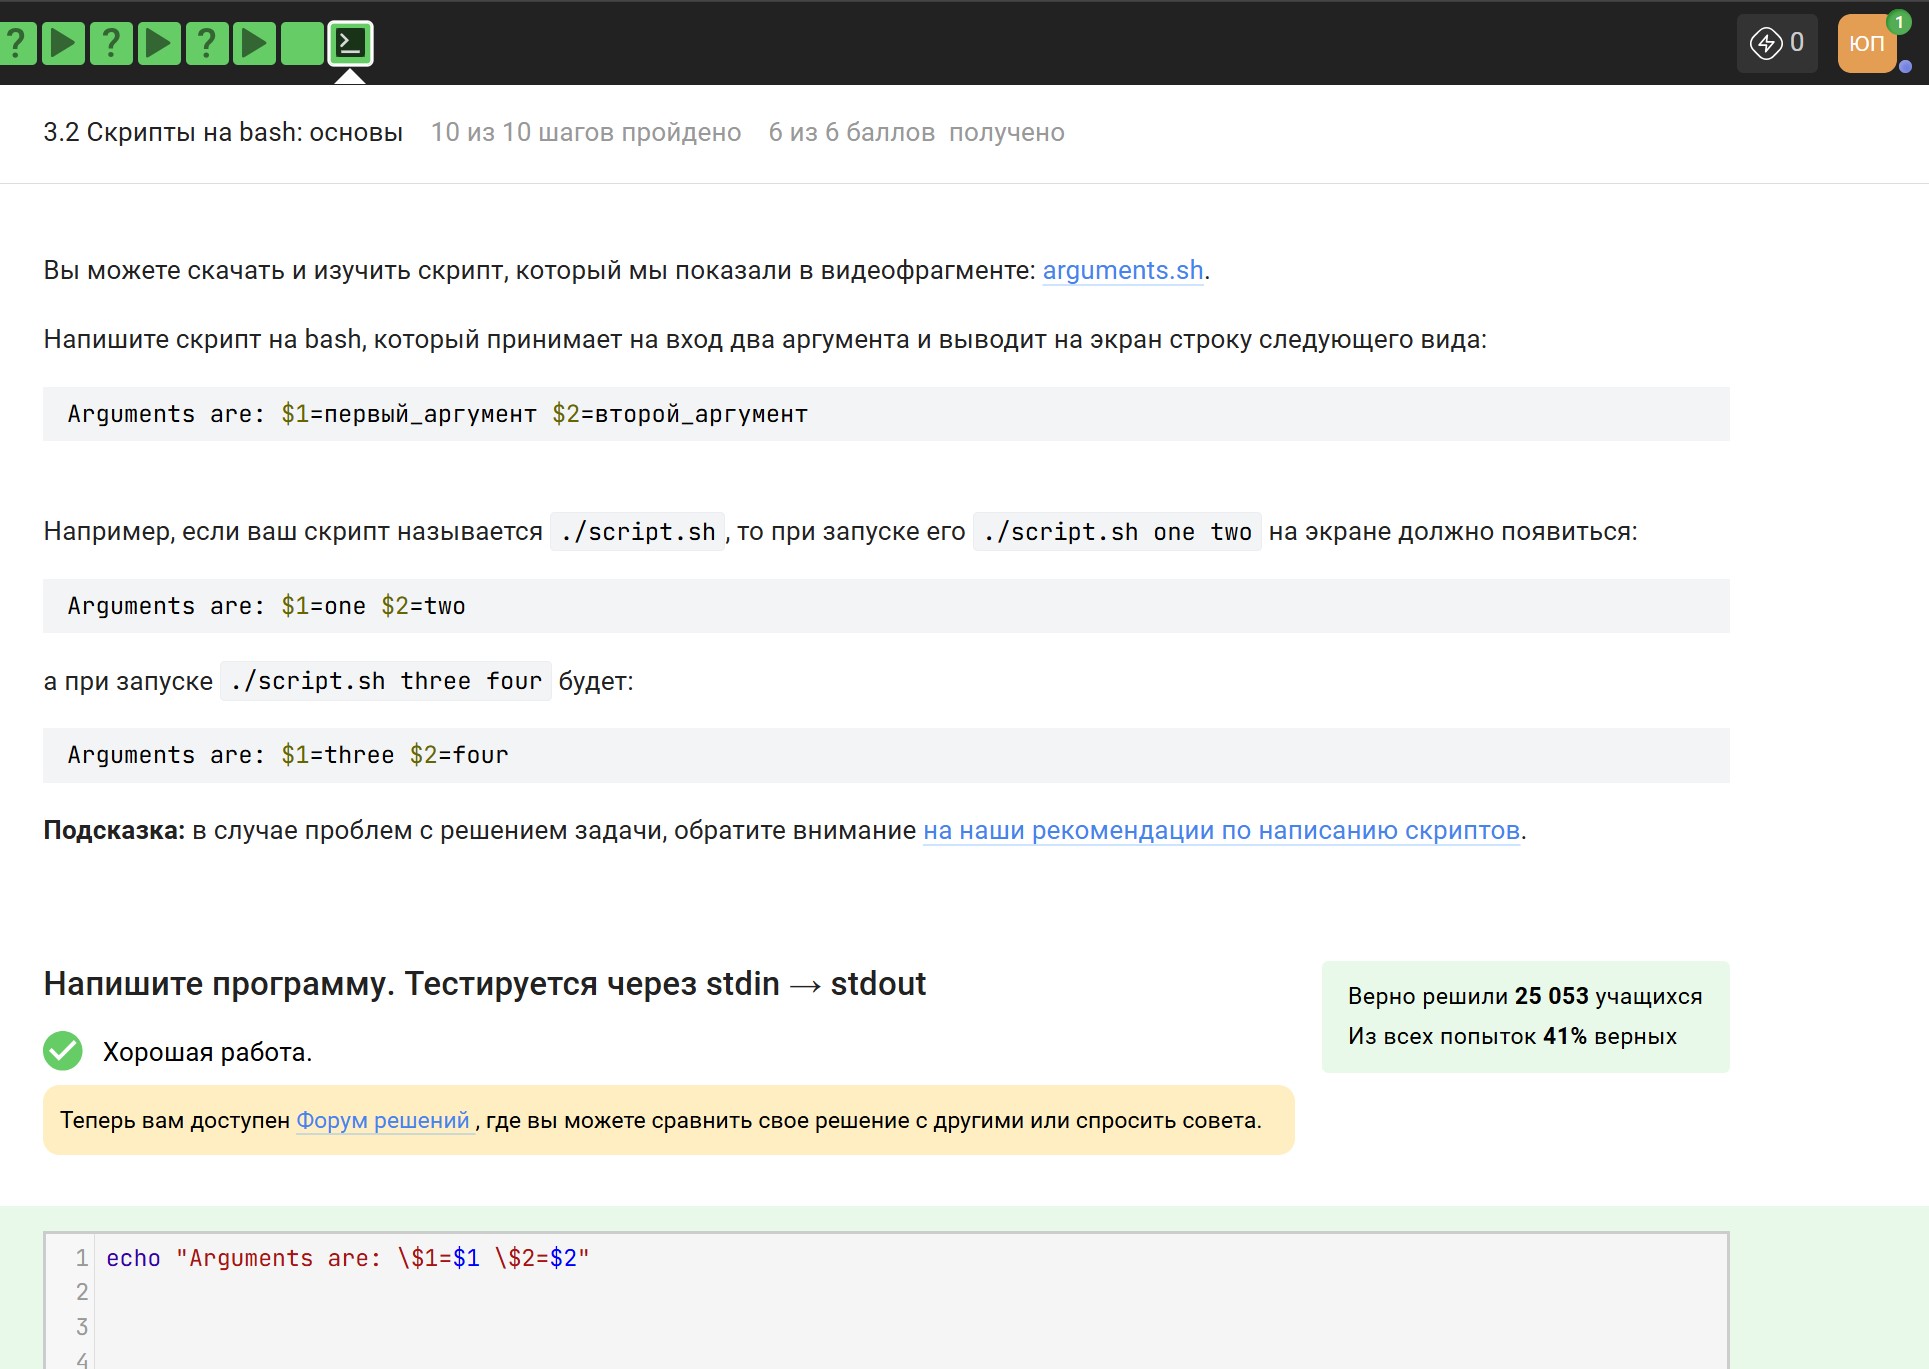 ? ? ?
0
ЮП
1
3.2 Скрипты на bash: основы 10 из 10 шагов пройдено 6 из 6 баллов получено
Вы можете скачать и изучить скрипт, который мы показали в видеофрагменте: arguments.sh.
Напишите скрипт на bash, который принимает на вход два аргумента и выводит на экран строку следующего вида:
Arguments are: $1=первый_аргумент $2=второй_аргумент
Например, если ваш скрипт называется ./script.sh, то при запуске его ./script.sh one two на экране должно появиться:
Arguments are: $1=one $2=two
а при запуске ./script.sh three four будет:
Arguments are: $1=three $2=four
Подсказка: в случае проблем с решением задачи, обратите внимание на наши рекомендации по написанию скриптов.
Напишите программу. Тестируется через stdin → stdout
Верно решили 25 053 учащихся
Из всех попыток 41% верных
Хорошая работа.
Теперь вам доступен Форум решений, где вы можете сравнить свое решение с другими или спросить совета.
1 echo "Arguments are: \$1=$1 \$2=$2"
2
3
4